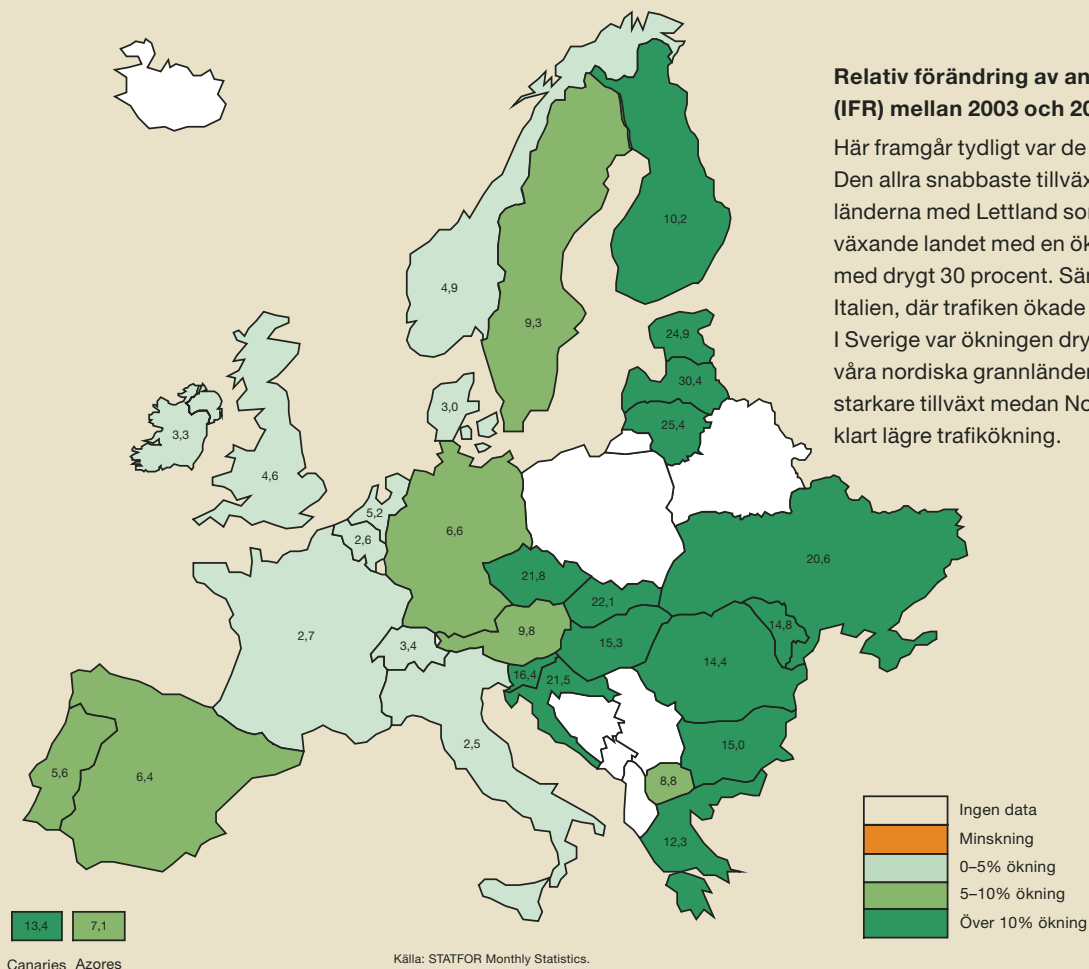 Relativ förändring av an
(IFR) mellan 2003 och 20
Här framgår tydligt var de
Den allra snabbaste tillväx
länderna med Lettland som
växande landet med en ök
med drygt 30 procent. Sär
Italien, där trafiken ökade
I Sverige var ökningen dry
våra nordiska grannländer
starkare tillväxt medan No
klart lägre trafikökning.
10,2
4,9
9,3
24,9
30,4
3,0
25,4
3,3
4,6
5,2
6,6
2,6
20,6
21,8
22,1
14,8
9,8
2,7
15,3
3,4
14,4
16,4
21,5
2,5
15,0
5,6
6,4
8,8
12,3
Ingen data
Minskning
0–5% ökning
5–10% ökning
Över 10% ökning
13,4
7,1
Canaries
Azores
Källa: STATFOR Monthly Statistics.